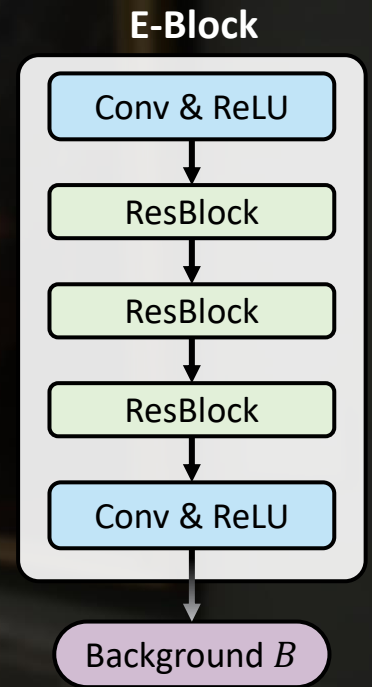 E-Block
Conv & ReLU
ResBlock
ResBlock
ResBlock
Conv & ReLU
Background B